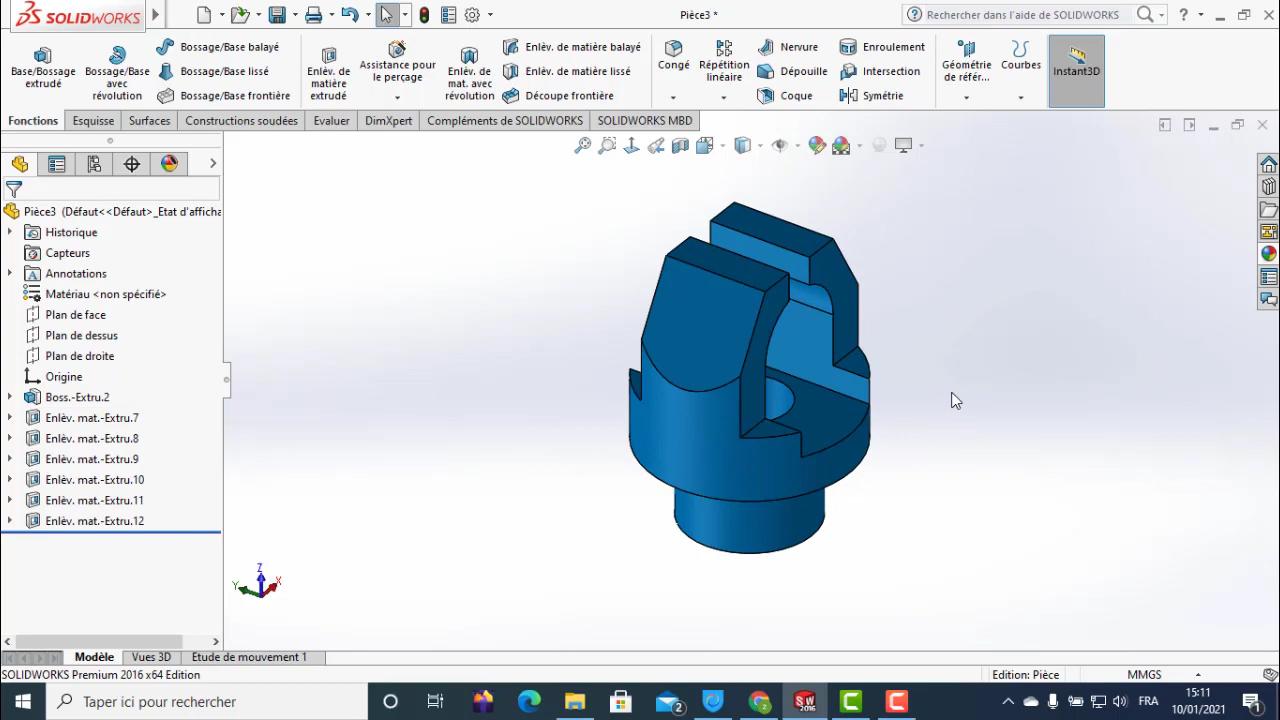 SOLIDWORKS
Pièce3 *
Rechercher dans l'aide de SOLIDWORKS
?
Base/Bossage extrudé
Bossage/Base avec révolution
Bossage/Base balayé
Bossage/Base lissé
Bossage/Base frontière
Enlèv. de matière extrudé
Assistance pour le perçage
Enlèv. de mat. avec révolution
Enlèv. de matière balayé
Enlèv. de matière lissé
Découpe frontière
Congé
Répétition linéaire
Nervure
Dépouille
Coque
Enroulement
Intersection
Symétrie
Géométrie de référ...
Courbes
Instant3D
Fonctions
Esquisse
Surfaces
Constructions soudées
Evaluer
DimXpert
Compléments de SOLIDWORKS
SOLIDWORKS MBD
Pièce3 (Défaut<<Défaut>_Etat d'afficha
Historique
Capteurs
Annotations
Matériau <non spécifié>
Plan de face
Plan de dessus
Plan de droite
Origine
Boss.-Extru.2
Enlèv. mat.-Extru.7
Enlèv. mat.-Extru.8
Enlèv. mat.-Extru.9
Enlèv. mat.-Extru.10
Enlèv. mat.-Extru.11
Enlèv. mat.-Extru.12
Z
Y
X
Modèle
Vues 3D
Etude de mouvement 1
SOLIDWORKS Premium 2016 x64 Edition
Edition: Pièce
MMGS
Taper ici pour rechercher
2
SW
2016
C
C
FRA
15:11
10/01/2021
1